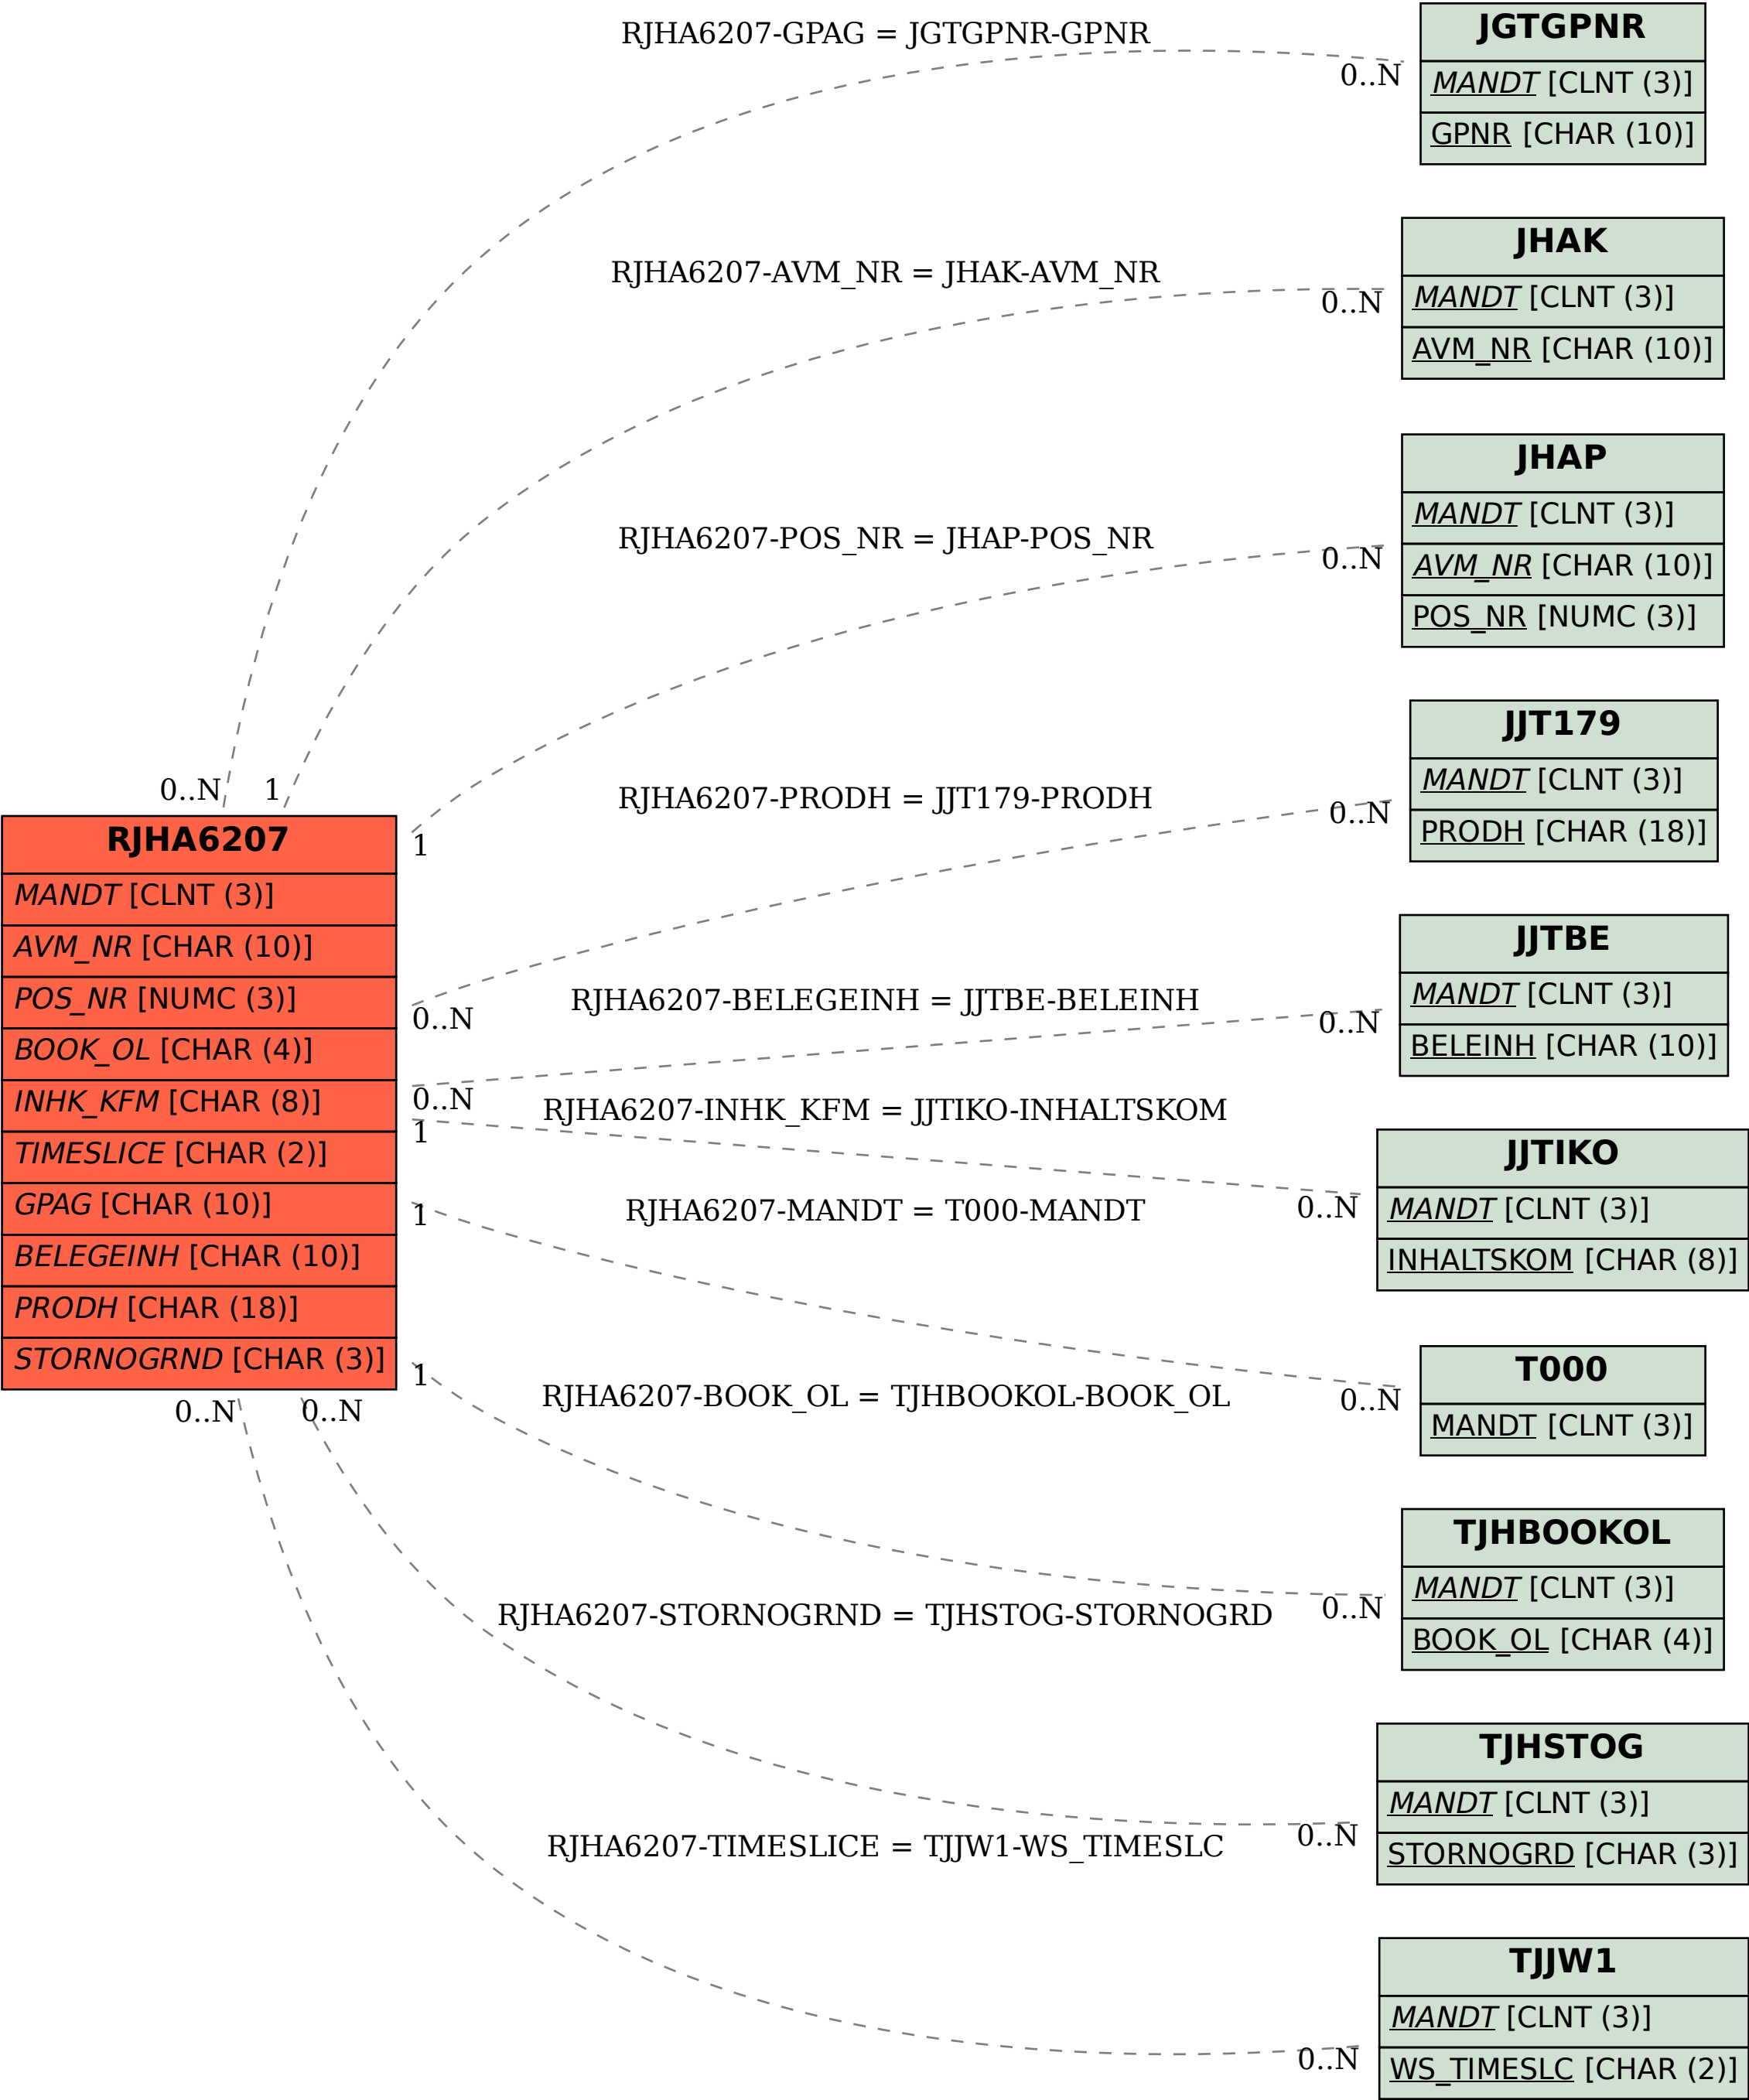 RJHA6207-GPAG = JGTGPNR-GPNR
0..N
JGTGPNR
MANDT [CLNT (3)]
GPNR [CHAR (10)]
RJHA6207-AVM_NR = JHAK-AVM_NR
0..N
JHAK
MANDT [CLNT (3)]
AVM_NR [CHAR (10)]
RJHA6207-POS_NR = JHAP-POS_NR
0..N
JHAP
MANDT [CLNT (3)]
AVM_NR [CHAR (10)]
POS_NR [NUMC (3)]
RJHA6207-PRODH = JJT179-PRODH
0..N
JJT179
MANDT [CLNT (3)]
PRODH [CHAR (18)]
0..N
1
1
RJHA6207
MANDT [CLNT (3)]
AVM_NR [CHAR (10)]
POS_NR [NUMC (3)]
BOOK_OL [CHAR (4)]
INHK_KFM [CHAR (8)]
TIMESLICE [CHAR (2)]
GPAG [CHAR (10)]
BELEGEINH [CHAR (10)]
PRODH [CHAR (18)]
STORNOGRND [CHAR (3)]
0..N
RJHA6207-BELEGEINH = JJTBE-BELEINH
0..N
JJTBE
MANDT [CLNT (3)]
BELEINH [CHAR (10)]
0..N
RJHA6207-INHK_KFM = JJTIKO-INHALTSKOM
1
0..N
JJTIKO
MANDT [CLNT (3)]
INHALTSKOM [CHAR (8)]
1
RJHA6207-MANDT = T000-MANDT
0..N
T000
MANDT [CLNT (3)]
1
RJHA6207-BOOK_OL = TJHBOOKOL-BOOK_OL
0..N
TJHBOOKOL
MANDT [CLNT (3)]
BOOK_OL [CHAR (4)]
0..N
0..N
RJHA6207-STORNOGRND = TJHSTOG-STORNOGRD
0..N
TJHSTOG
MANDT [CLNT (3)]
STORNOGRD [CHAR (3)]
RJHA6207-TIMESLICE = TJJW1-WS_TIMESLC
0..N
TJJW1
MANDT [CLNT (3)]
WS_TIMESLC [CHAR (2)]